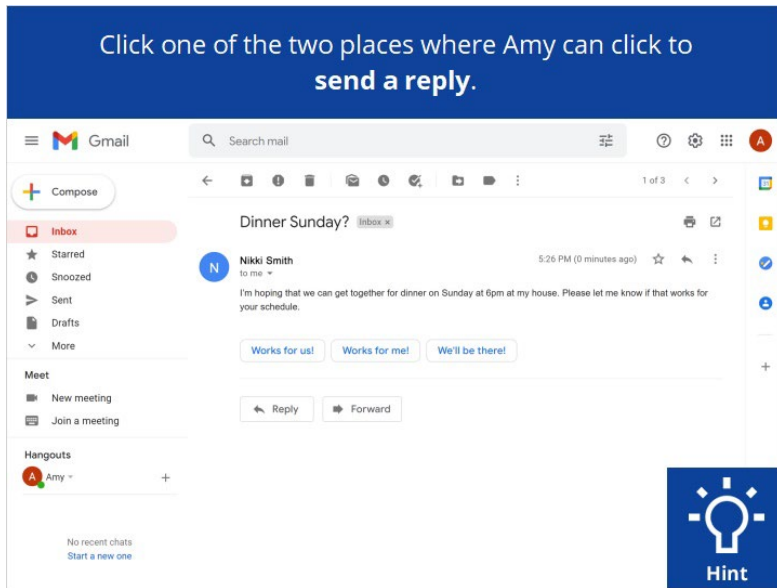 Click one of the two places where Amy can click to
send a reply.
Gmail
Search mail
A
Compose
1 of 3
Inbox
Starred
Snoozed
Sent
Drafts
More
Dinner Sunday? Inbox x
N
Nikki Smith
5:26 PM (0 minutes ago)
to me
I'm hoping that we can get together for dinner on Sunday at 6pm at my house. Please let me know if that works for
your schedule.
Works for us! Works for me! We'll be there!
Reply Forward
Meet
New meeting
Join a meeting
Hangouts
A Amy
No recent chats
Start a new one
Hint